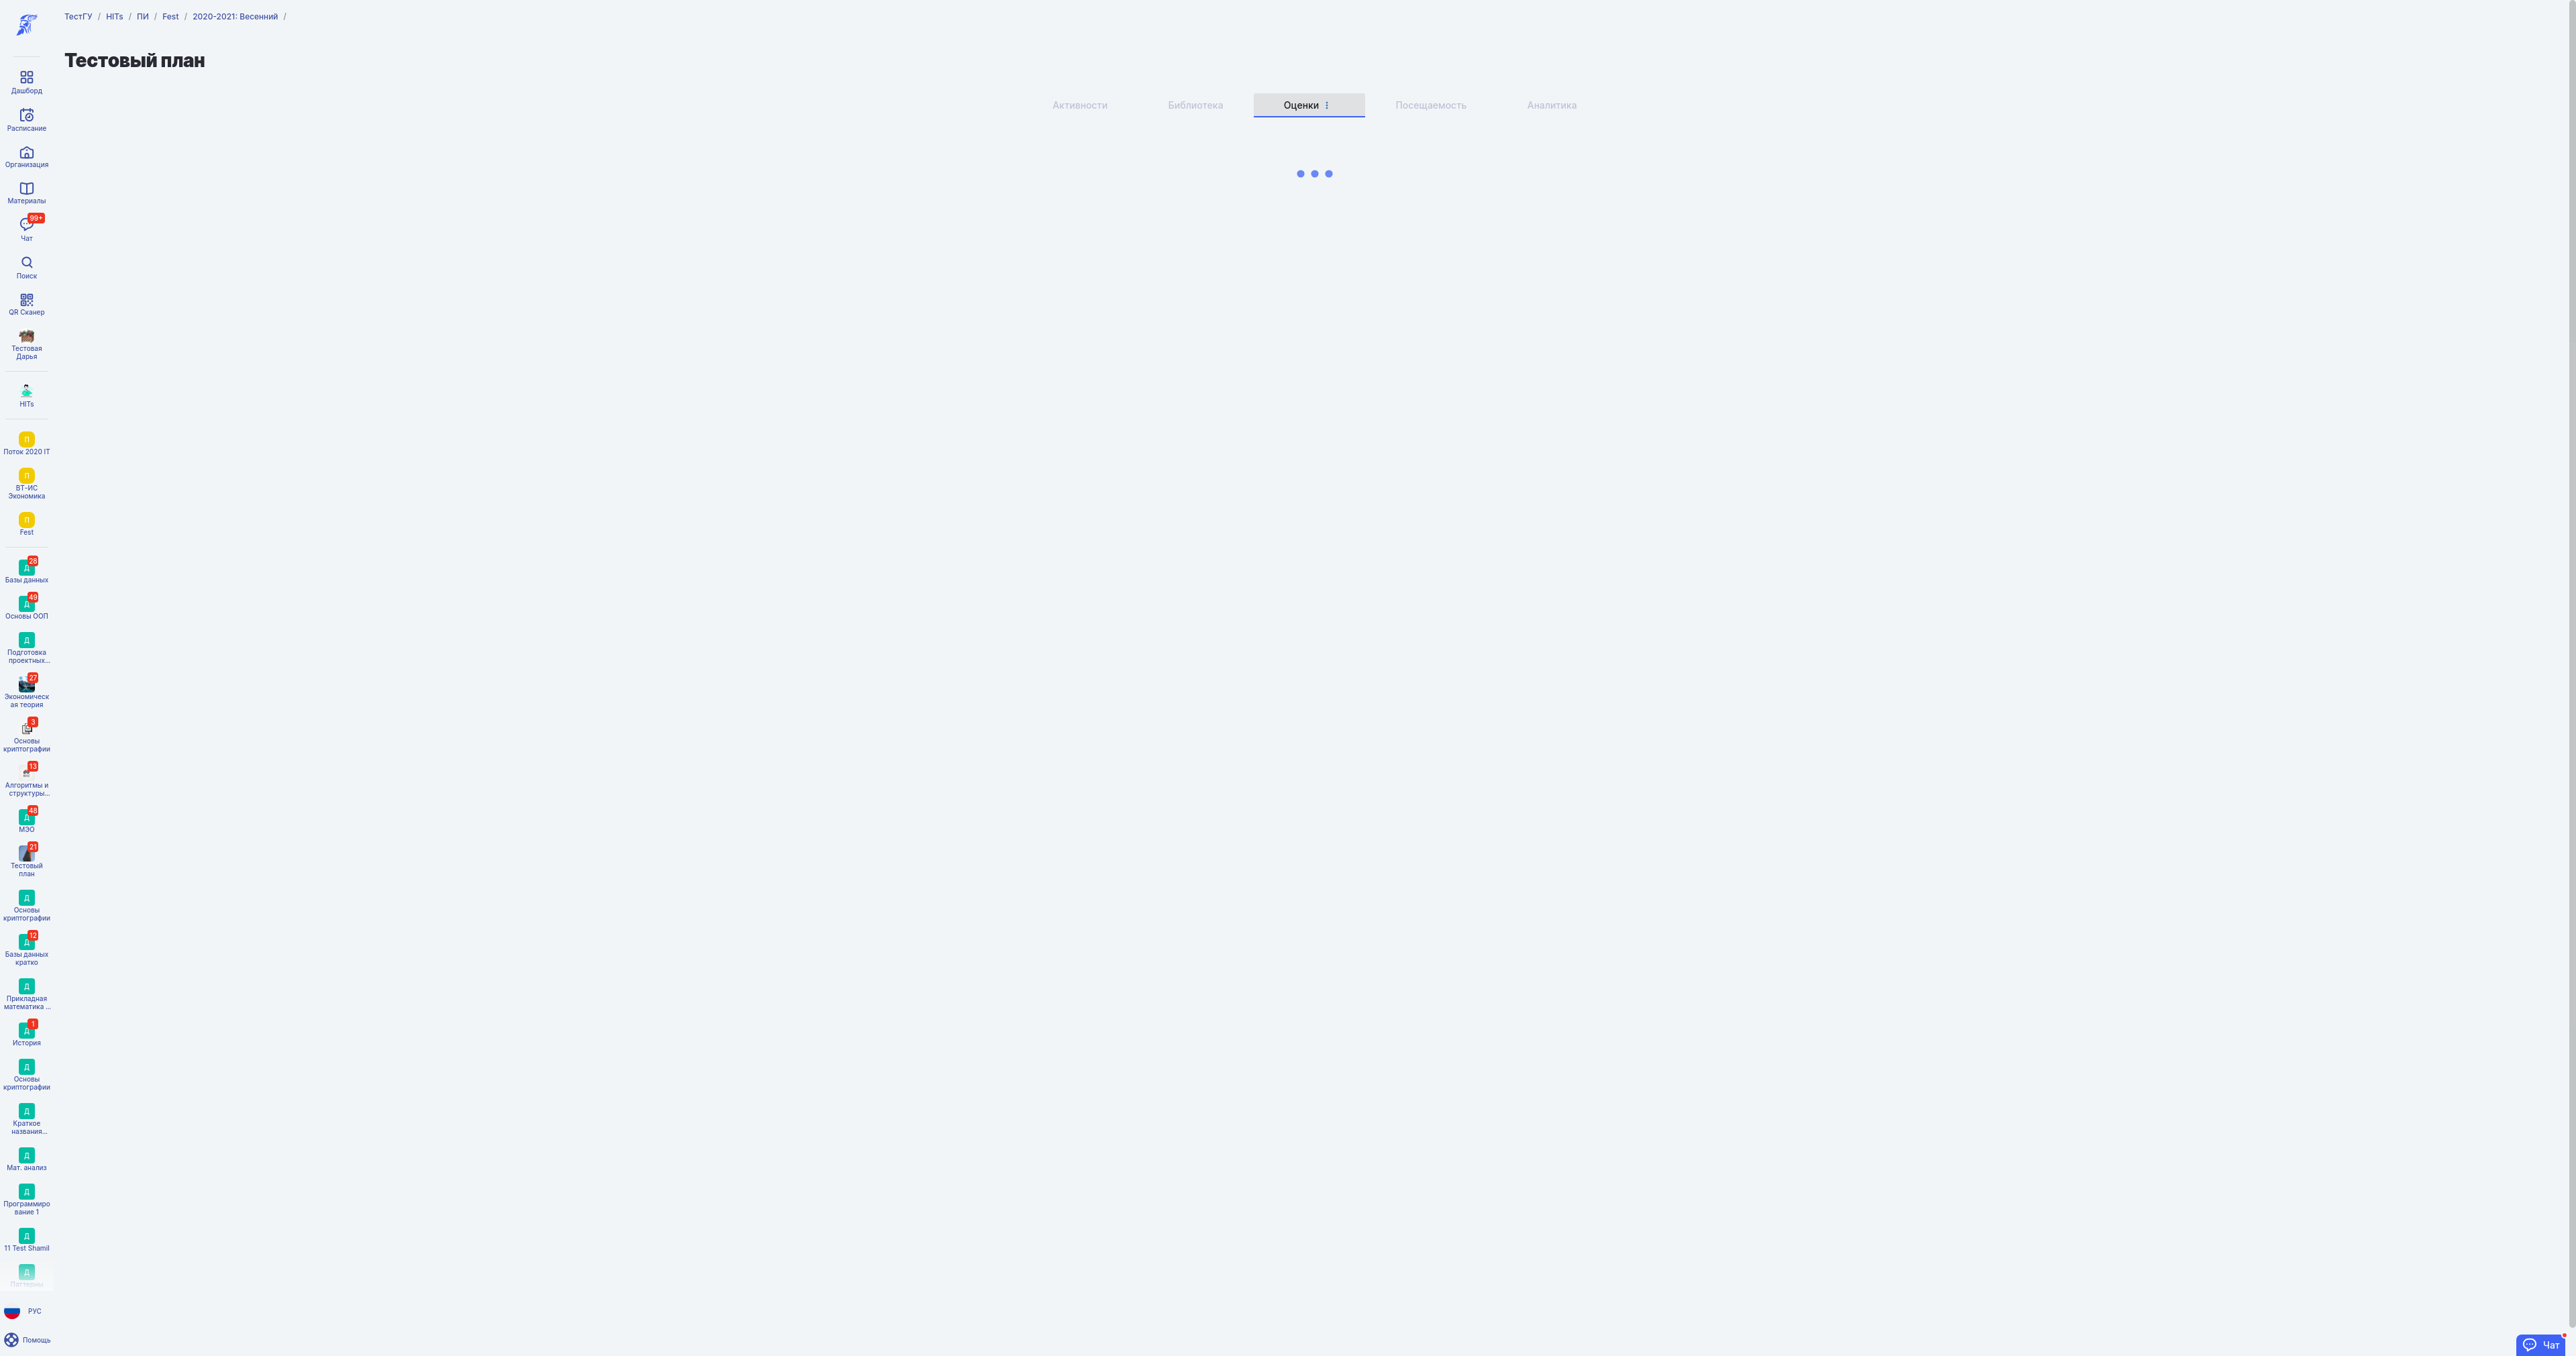 ТестГУ / HITs / ПИ / Fest / 2020-2021: Весенний /
Тестовый план
Активности Библиотека Оценки Посещаемость Аналитика
Дашборд
Расписание
Организация
Материалы
99+
Чат
Поиск
QR Сканер
Тестовая
Дарья
HITs
П
Поток 2020 IT
П
ВТ-ИС
Экономика
П
Fest
28
Д
Базы данных
49
Д
Основы ООП
Д
Подготовка
проектных...
27
Экономическ
ая теория
3
Основы
криптографии
13
Алгоритмы и
структуры...
48
Д
МЭО
21
Тестовый
план
Д
Основы
криптографии
12
Д
Базы данных
кратко
Д
Прикладная
математика ...
1
Д
История
Д
Основы
криптографии
Д
Краткое
названия...
Д
Мат. анализ
Д
Программиро
вание 1
Д
11 Test Shamil
Д
Паттерны
РУС
Помощь
Чат